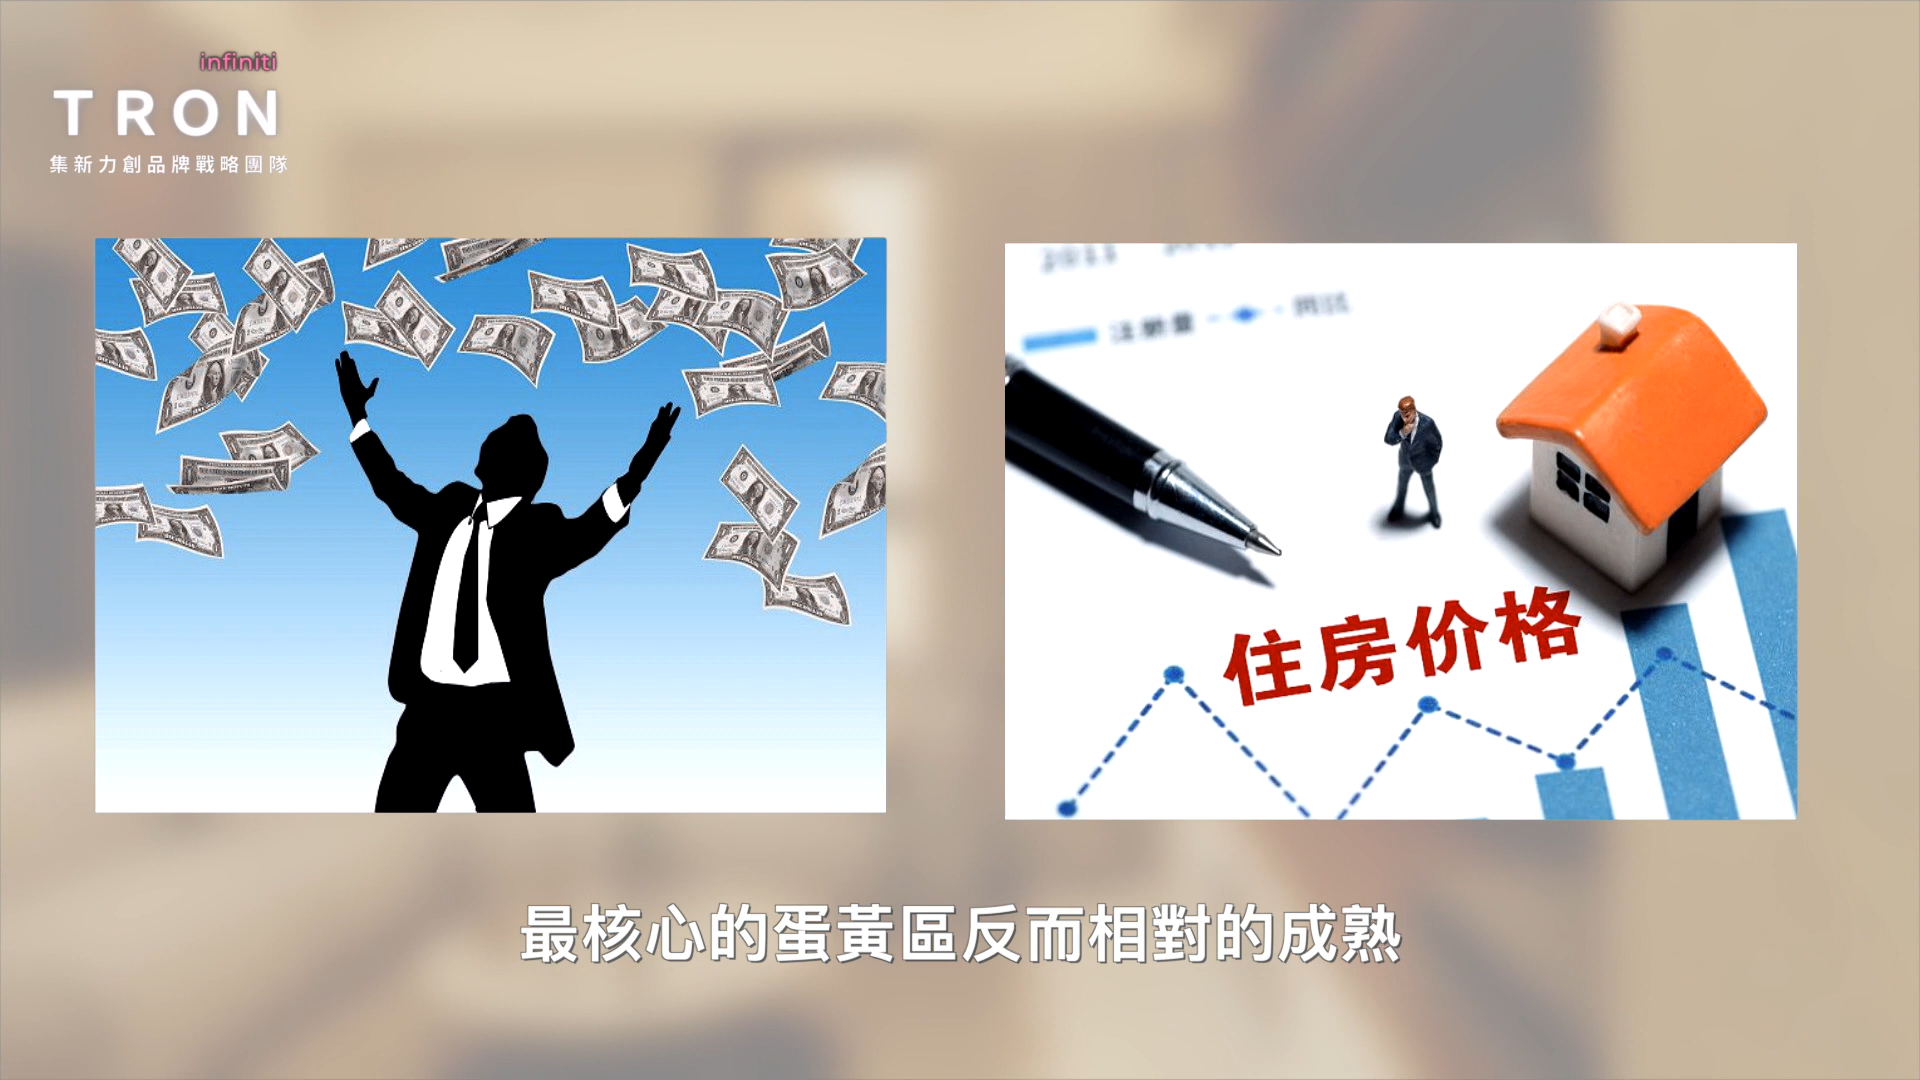 infiniti
TRON
集新力創品牌戰略團隊
2011
住房价格
最核心的蛋黃區反而相對的成熟